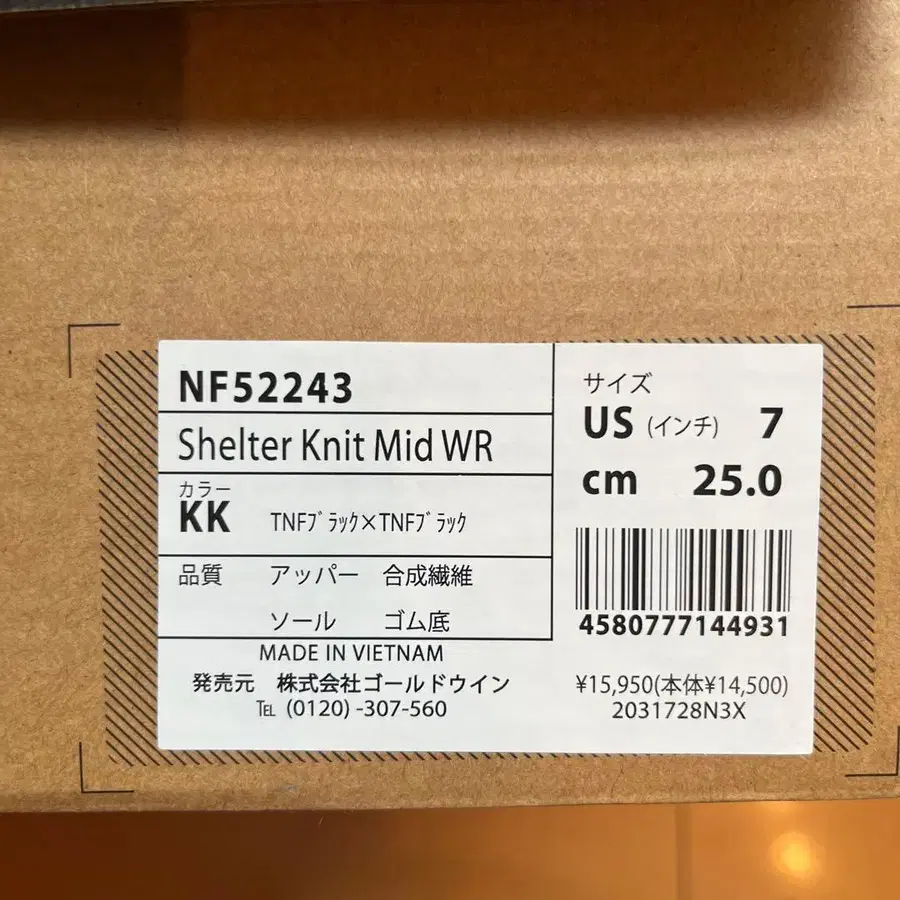 NF52243
Shelter Knit Mid WR
カラー
KK TNFﾌﾞﾗｯｸ×TNFﾌﾞﾗｯｸ
品質 アッパー 合成繊維
ソール ゴム底
MADE IN VIETNAM
発売元 株式会社ゴールドウイン
℡ (0120) -307-560
サイズ
US (インチ) 7
cm 25.0
4580777144931
¥15,950(本体¥14,500)
2031728N3X